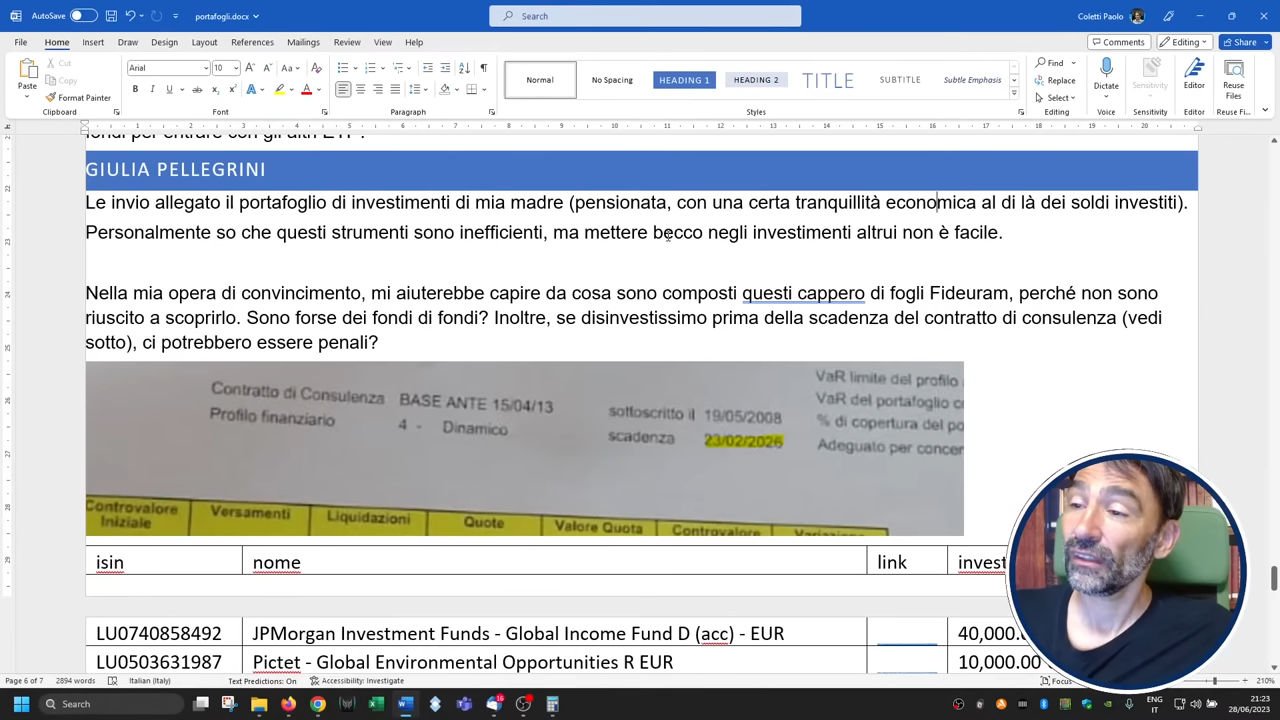 AutoSave
portafogli.docx
Search
Coletti Paolo
File Home Insert Draw Design Layout References Mailings Review View Help
Comments Editing Share
Paste
Cut
Copy
Format Painter
Clipboard
Arial 10
Font
Paragraph
Normal No Spacing HEADING 1 HEADING 2 TITLE SUBTITLE Subtle Emphasis
Styles
Find
Replace
Select
Editing
Dictate
Voice
Sensitivity
Sensitivity
Editor
Editor
Reuse Files
Reuse Fi...
GIULIA PELLEGRINI
Le invio allegato il portafoglio di investimenti di mia madre (pensionata, con una certa tranquillità economica al di là dei soldi investiti).
Personalmente so che questi strumenti sono inefficienti, ma mettere becco negli investimenti altrui non è facile.
Nella mia opera di convincimento, mi aiuterebbe capire da cosa sono composti questi cappero di fogli Fideuram, perché non sono
riuscito a scoprirlo. Sono forse dei fondi di fondi? Inoltre, se disinvestissimo prima della scadenza del contratto di consulenza (vedi
sotto), ci potrebbero essere penali?
Contratto di Consulenza BASE ANTE 15/04/13 sottoscritto il 19/05/2008 VaR limite del profilo
Profilo finanziario 4 - Dinamico scadenza 23/02/2026 VaR del portafoglio
% di copertura del
Adeguato per
Controvalore Iniziale Versamenti Liquidazioni Quote Valore Quota Controvalore Variazione
isin nome link invest
LU0740858492 JPMorgan Investment Funds - Global Income Fund D (acc) - EUR 40,000.
LU0503631987 Pictet - Global Environmental Opportunities R EUR 10,000.00
Page 6 of 7 2894 words Italian (Italy) Text Predictions: On Accessibility: Investigate Focus 210%
Search
ENG
IT
21:23
28/06/2023